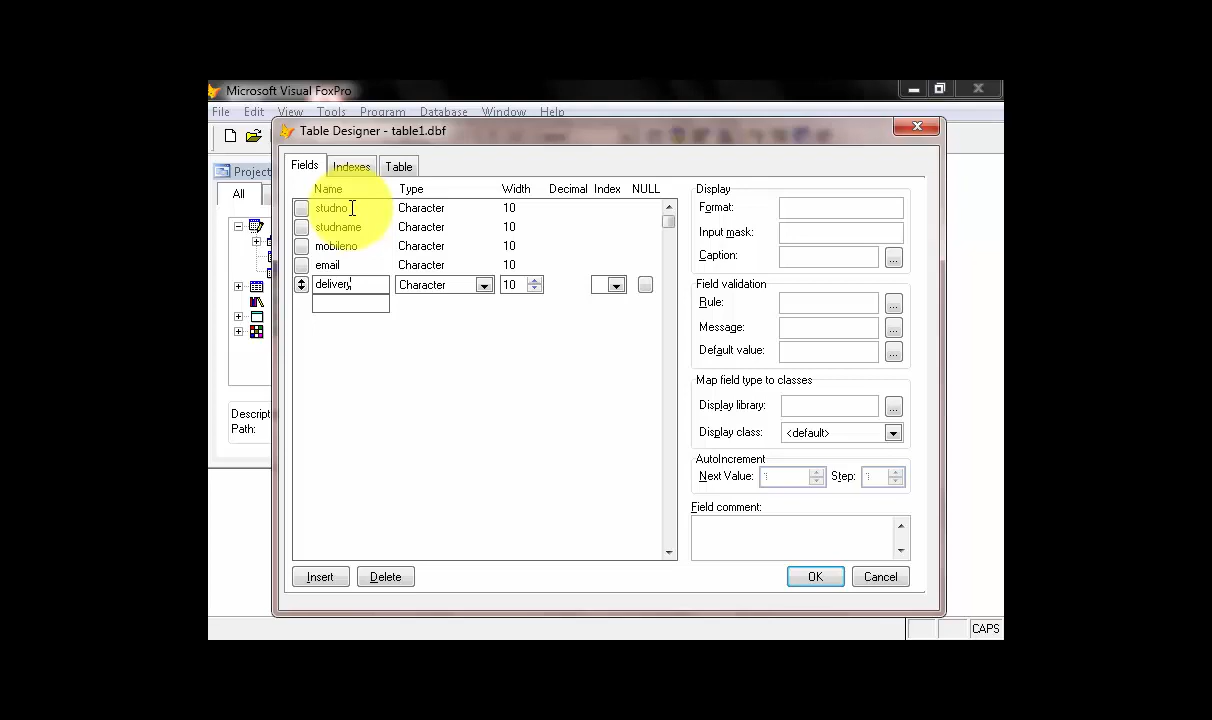 Microsoft Visual FoxPro
File Edit View Tools Program Database Window Help
Table Designer - table1.dbf
Project
All
Fields Indexes Table
Name Type Width Decimal Index NULL
studno Character 10
studname Character 10
mobileno Character 10
email Character 10
delivery Character 10
Display
Format:
Input mask:
Caption: ...
Field validation
Rule: ...
Message: ...
Default value: ...
Map field type to classes
Display library: ...
Display class: <default>
AutoIncrement
Next Value: 1 Step: 1
Field comment:
Descript
Path:
Insert Delete OK Cancel
CAPS